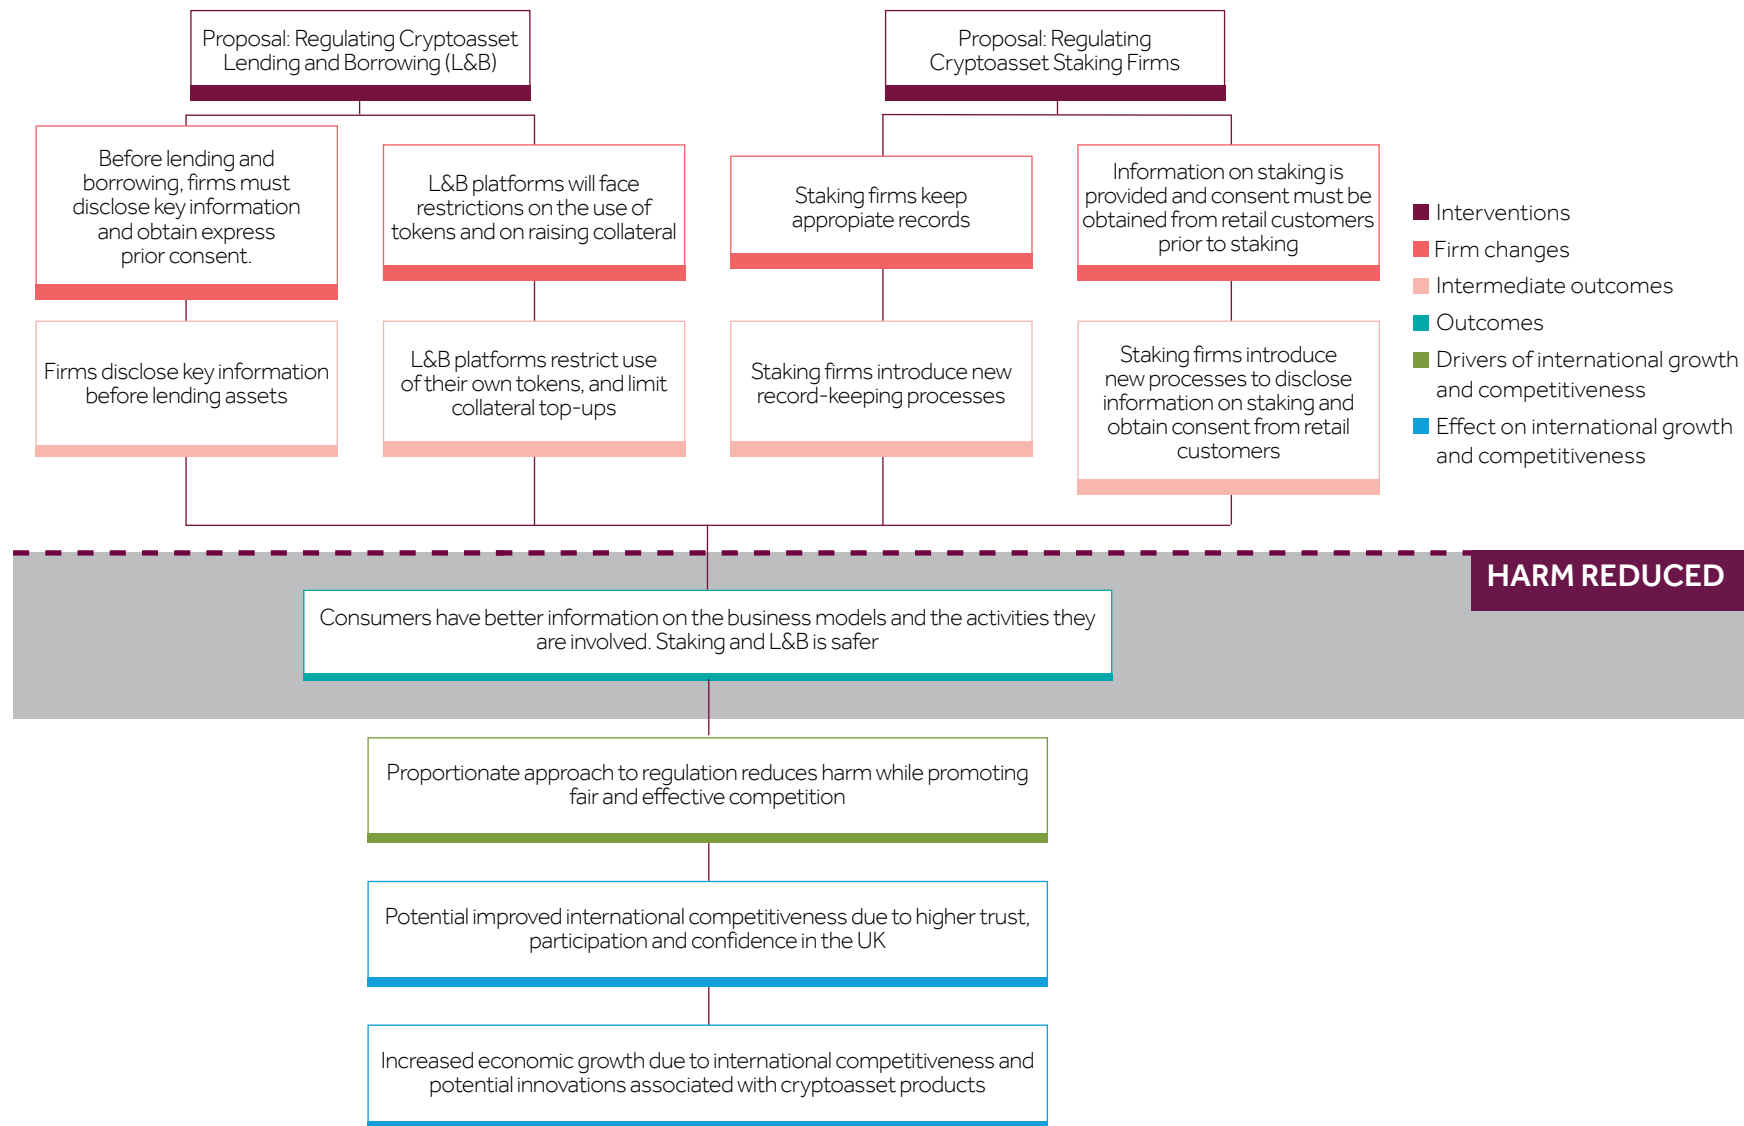 Proposal: Regulating Cryptoasset
Lending and Borrowing (L&B)
Proposal: Regulating
Cryptoasset Staking Firms
Before lending and
borrowing, firms must
disclose key information
and obtain express
prior consent.
L&B platforms will face
restrictions on the use of
tokens and on raising collateral
Staking firms keep
appropiate records
Information on staking is
provided and consent must be
obtained from retail customers
prior to staking
Interventions
Firm changes
Intermediate outcomes
Outcomes
Drivers of international growth
and competitiveness
Effect on international growth
and competitiveness
Firms disclose key information
before lending assets
L&B platforms restrict use
of their own tokens, and limit
collateral top-ups
Staking firms introduce new
record-keeping processes
Staking firms introduce
new processes to disclose
information on staking and
obtain consent from retail
customers
HARM REDUCED
Consumers have better information on the business models and the activities they
are involved. Staking and L&B is safer
Proportionate approach to regulation reduces harm while promoting
fair and effective competition
Potential improved international competitiveness due to higher trust,
participation and confidence in the UK
Increased economic growth due to international competitiveness and
potential innovations associated with cryptoasset products